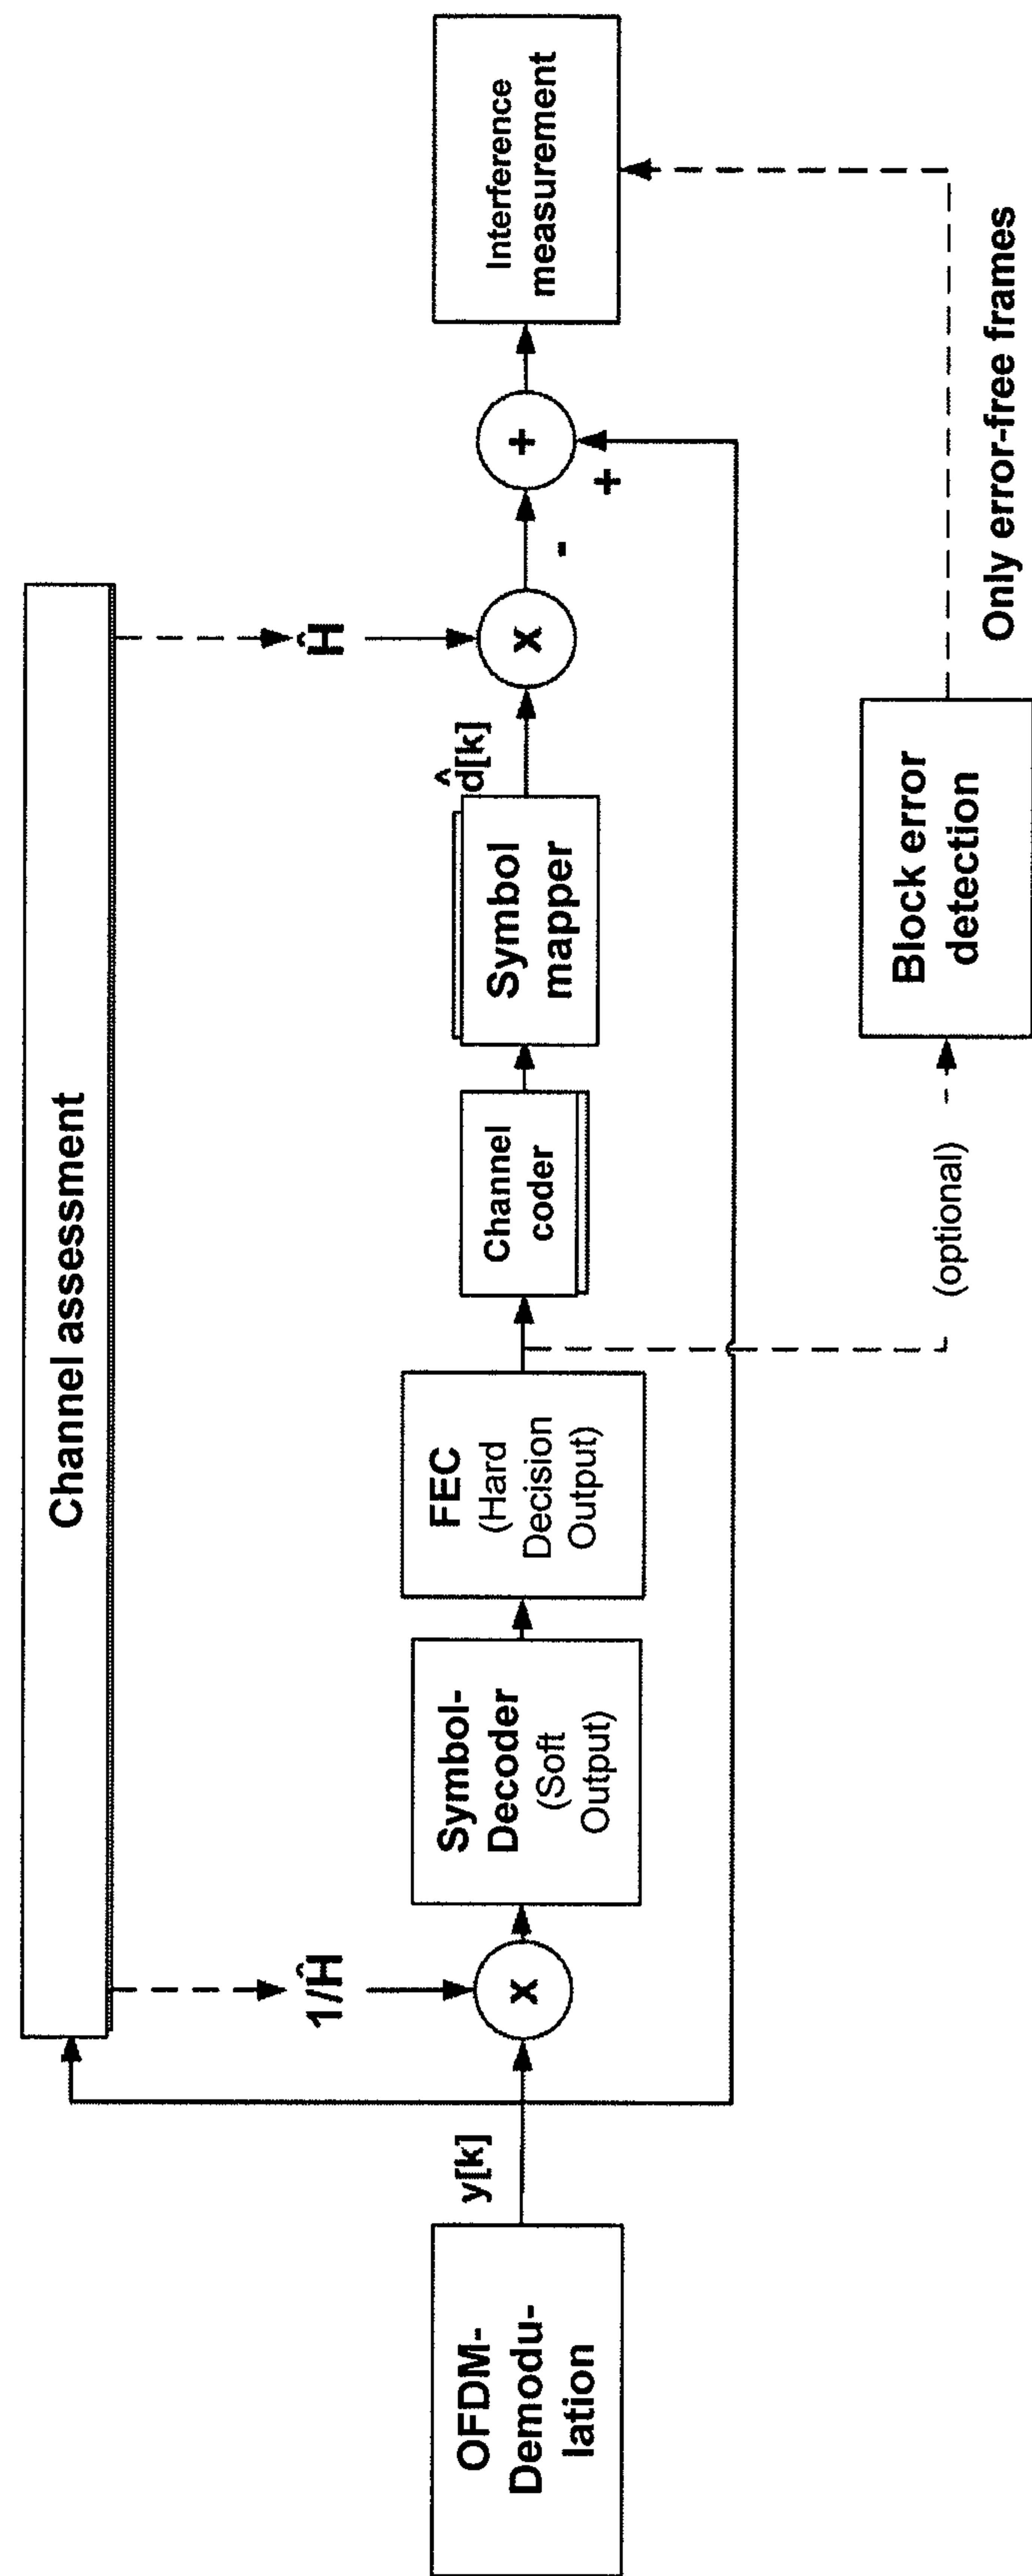 Channel assessment
1/Ĥ
Ĥ
OFDM-
Demodu-
lation
y[k]
x
Symbol-
Decoder
(Soft
Output)
FEC
(Hard
Decision
Output)
Channel
coder
Symbol
mapper
d̂[k]
x
-
+
+
Interference
measurement
(optional)
Block error
detection
Only error-free frames